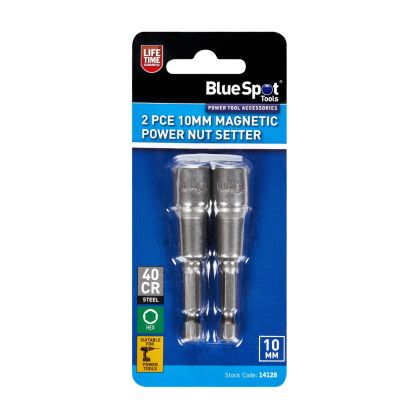 LIFE
TIME
GUARANTEE
BlueSpot
Tools
POWER TOOL ACCESSORIES
2 PCE 10MM MAGNETIC
POWER NUT SETTER
40
CR
STEEL
HEX
SUITABLE
FOR
POWER
TOOLS
10
MM
Stock Code: 14128